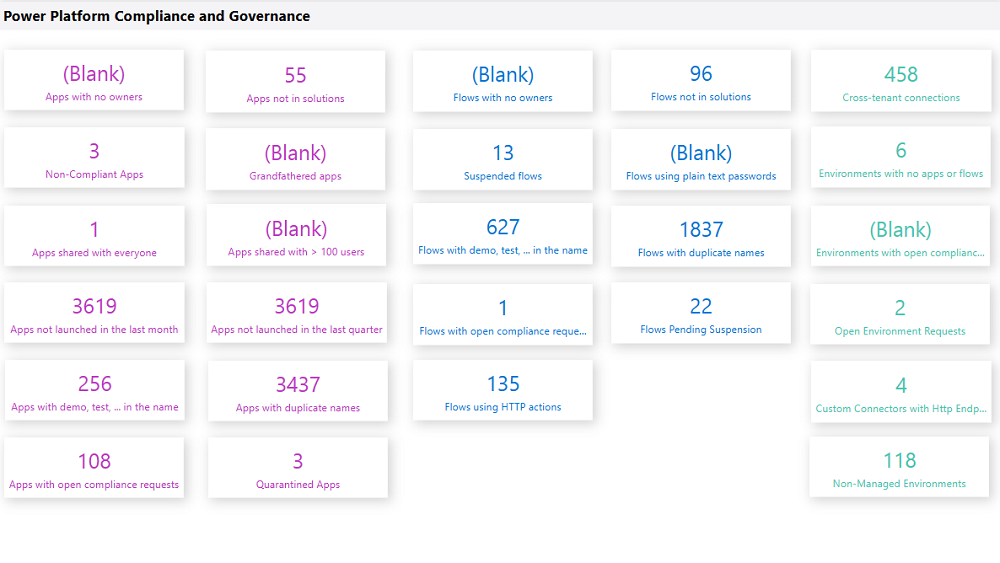 Power Platform Compliance and Governance
(Blank)
Apps with no owners
55
Apps not in solutions
(Blank)
Flows with no owners
96
Flows not in solutions
458
Cross-tenant connections
3
Non-Compliant Apps
(Blank)
Grandfathered apps
13
Suspended flows
(Blank)
Flows using plain text passwords
6
Environments with no apps or flows
1
Apps shared with everyone
(Blank)
Apps shared with > 100 users
627
Flows with demo, test, ... in the name
1837
Flows with duplicate names
(Blank)
Environments with open complianc...
3619
Apps not launched in the last month
3619
Apps not launched in the last quarter
1
Flows with open compliance reque...
22
Flows Pending Suspension
2
Open Environment Requests
256
Apps with demo, test, ... in the name
3437
Apps with duplicate names
135
Flows using HTTP actions
4
Custom Connectors with Http Endp...
108
Apps with open compliance requests
3
Quarantined Apps
118
Non-Managed Environments